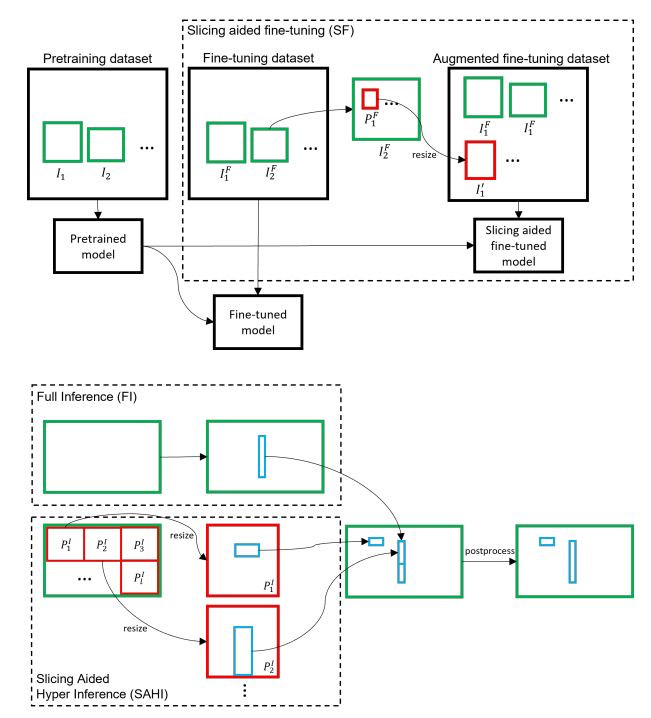 Slicing aided fine-tuning (SF)
Pretraining dataset
Fine-tuning dataset
Augmented fine-tuning dataset
I₁
I₂
...
I₁ᶠ
I₂ᶠ
...
P₁ᶠ
...
I₂ᶠ
resize
I₁ᶠ
I₁ᶠ
...
I₁′
...
Pretrained
model
Slicing aided
fine-tuned
model
Fine-tuned
model
Full Inference (FI)
P₁ᴵ
P₂ᴵ
P₃ᴵ
...
Pₗᴵ
resize
P₁ᴵ
resize
P₂ᴵ
...
postprocess
Slicing Aided
Hyper Inference (SAHI)